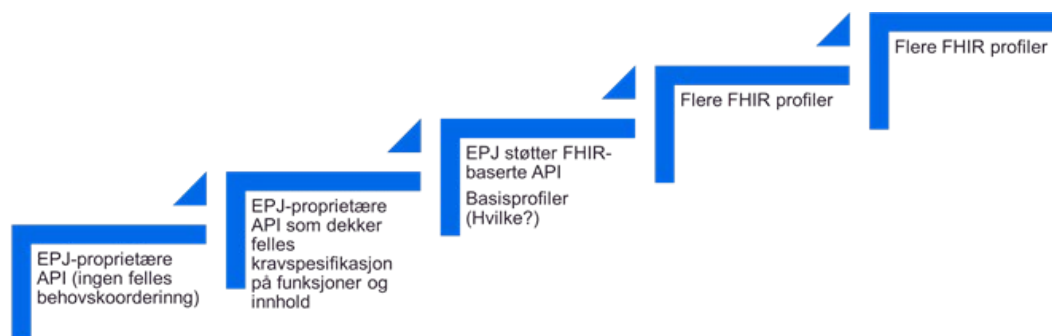 EPJ-proprietære
API (ingen felles
behovskoorderinng)
EPJ-proprietære
API som dekker
felles
kravspesifikasjon
på funksjoner og
innhold
EPJ støtter FHIR-
baserte API
Basisprofiler
(Hvilke?)
Flere FHIR profiler
Flere FHIR profiler